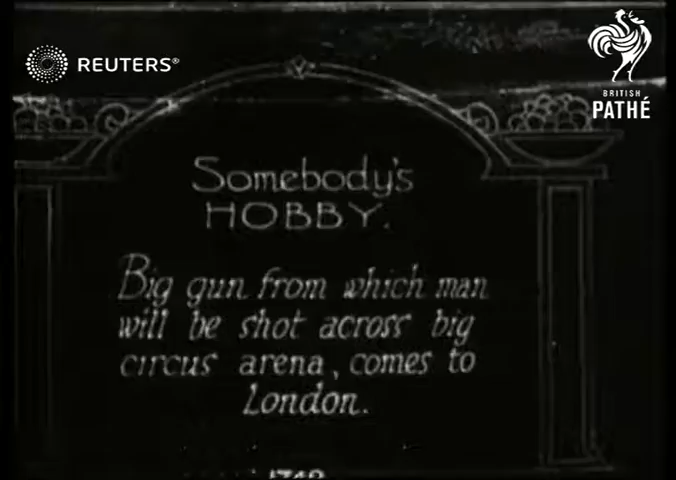 REUTERS®
BRITISH
PATHÉ
Somebody's
HOBBY.
Big gun from which man
will be shot across big
circus arena, comes to
London.